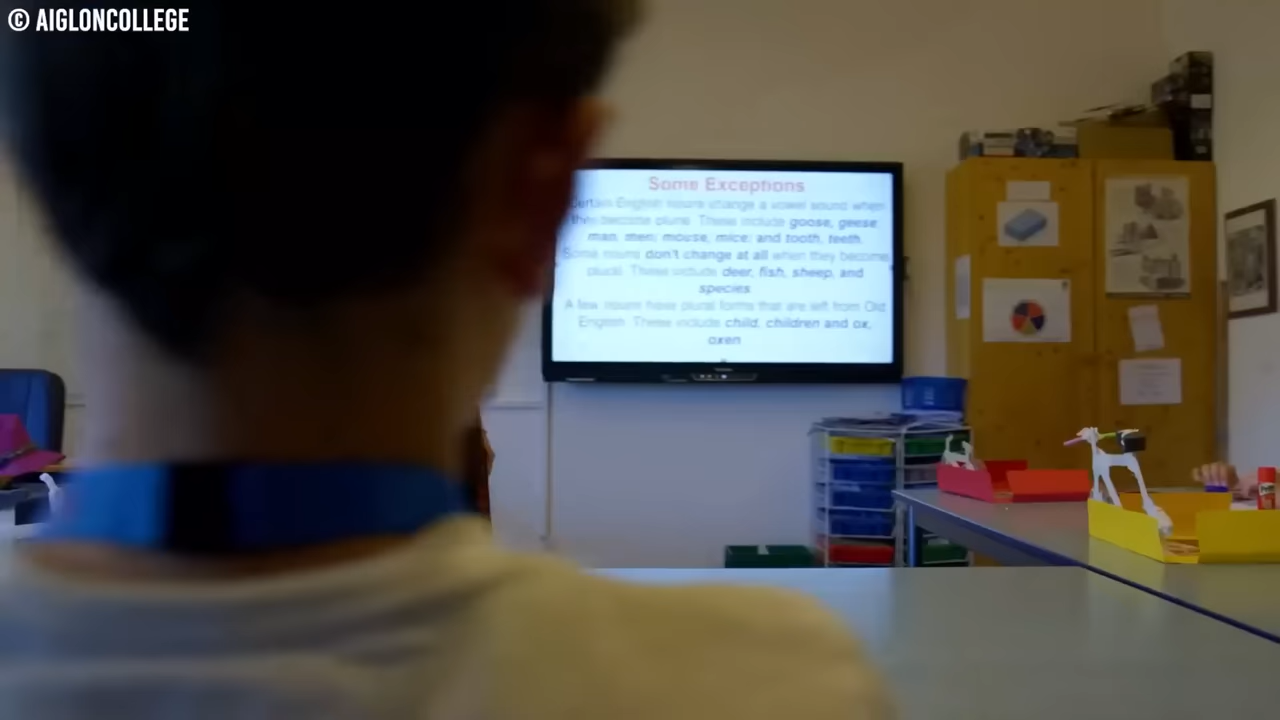 © AIGLONCOLLEGE
Some Exceptions
Certain English nouns change a vowel sound when
they become plural. These include goose, geese
man, men; mouse, mice; and tooth, teeth.
Some nouns don't change at all when they become
plural. These include deer, fish, sheep, and
species
A few nouns have plural forms that are left from Old
English. These include child, children and ox,
oxen